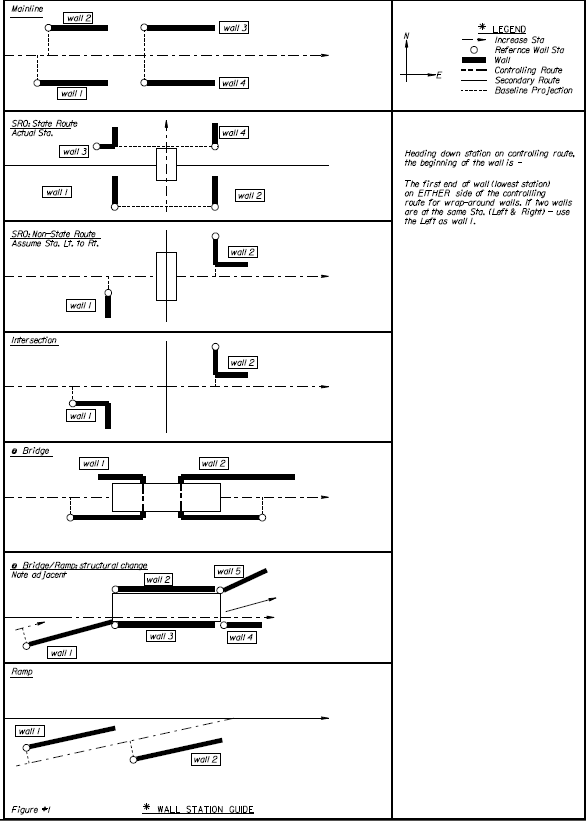 Mainline
wall 2
wall 3
wall 1
wall 4
SRO: State Route
Actual Sta.
wall 4
wall 3
wall 1
wall 2
SRO: Non-State Route
Assume Sta. Lt. to Rt.
wall 2
wall 1
Intersection
wall 2
wall 1
Bridge
wall 1
wall 2
Bridge/Ramp: structural change
Note adjacent
wall 5
wall 2
wall 3
wall 4
wall 1
Ramp
wall 1
wall 2
Figure #1
* WALL STATION GUIDE
N
E
* LEGEND
Increase Sta
Refernce Wall Sta
Wall
Controlling Route
Secondary Route
Baseline Projection
Heading down station on controlling route,
the beginning of the wall is -
The first end of wall (lowest station)
on EITHER side of the controlling
route for wrap-around walls. If two walls
are at the same Sta. (Left & Right) - use
the Left as wall 1.